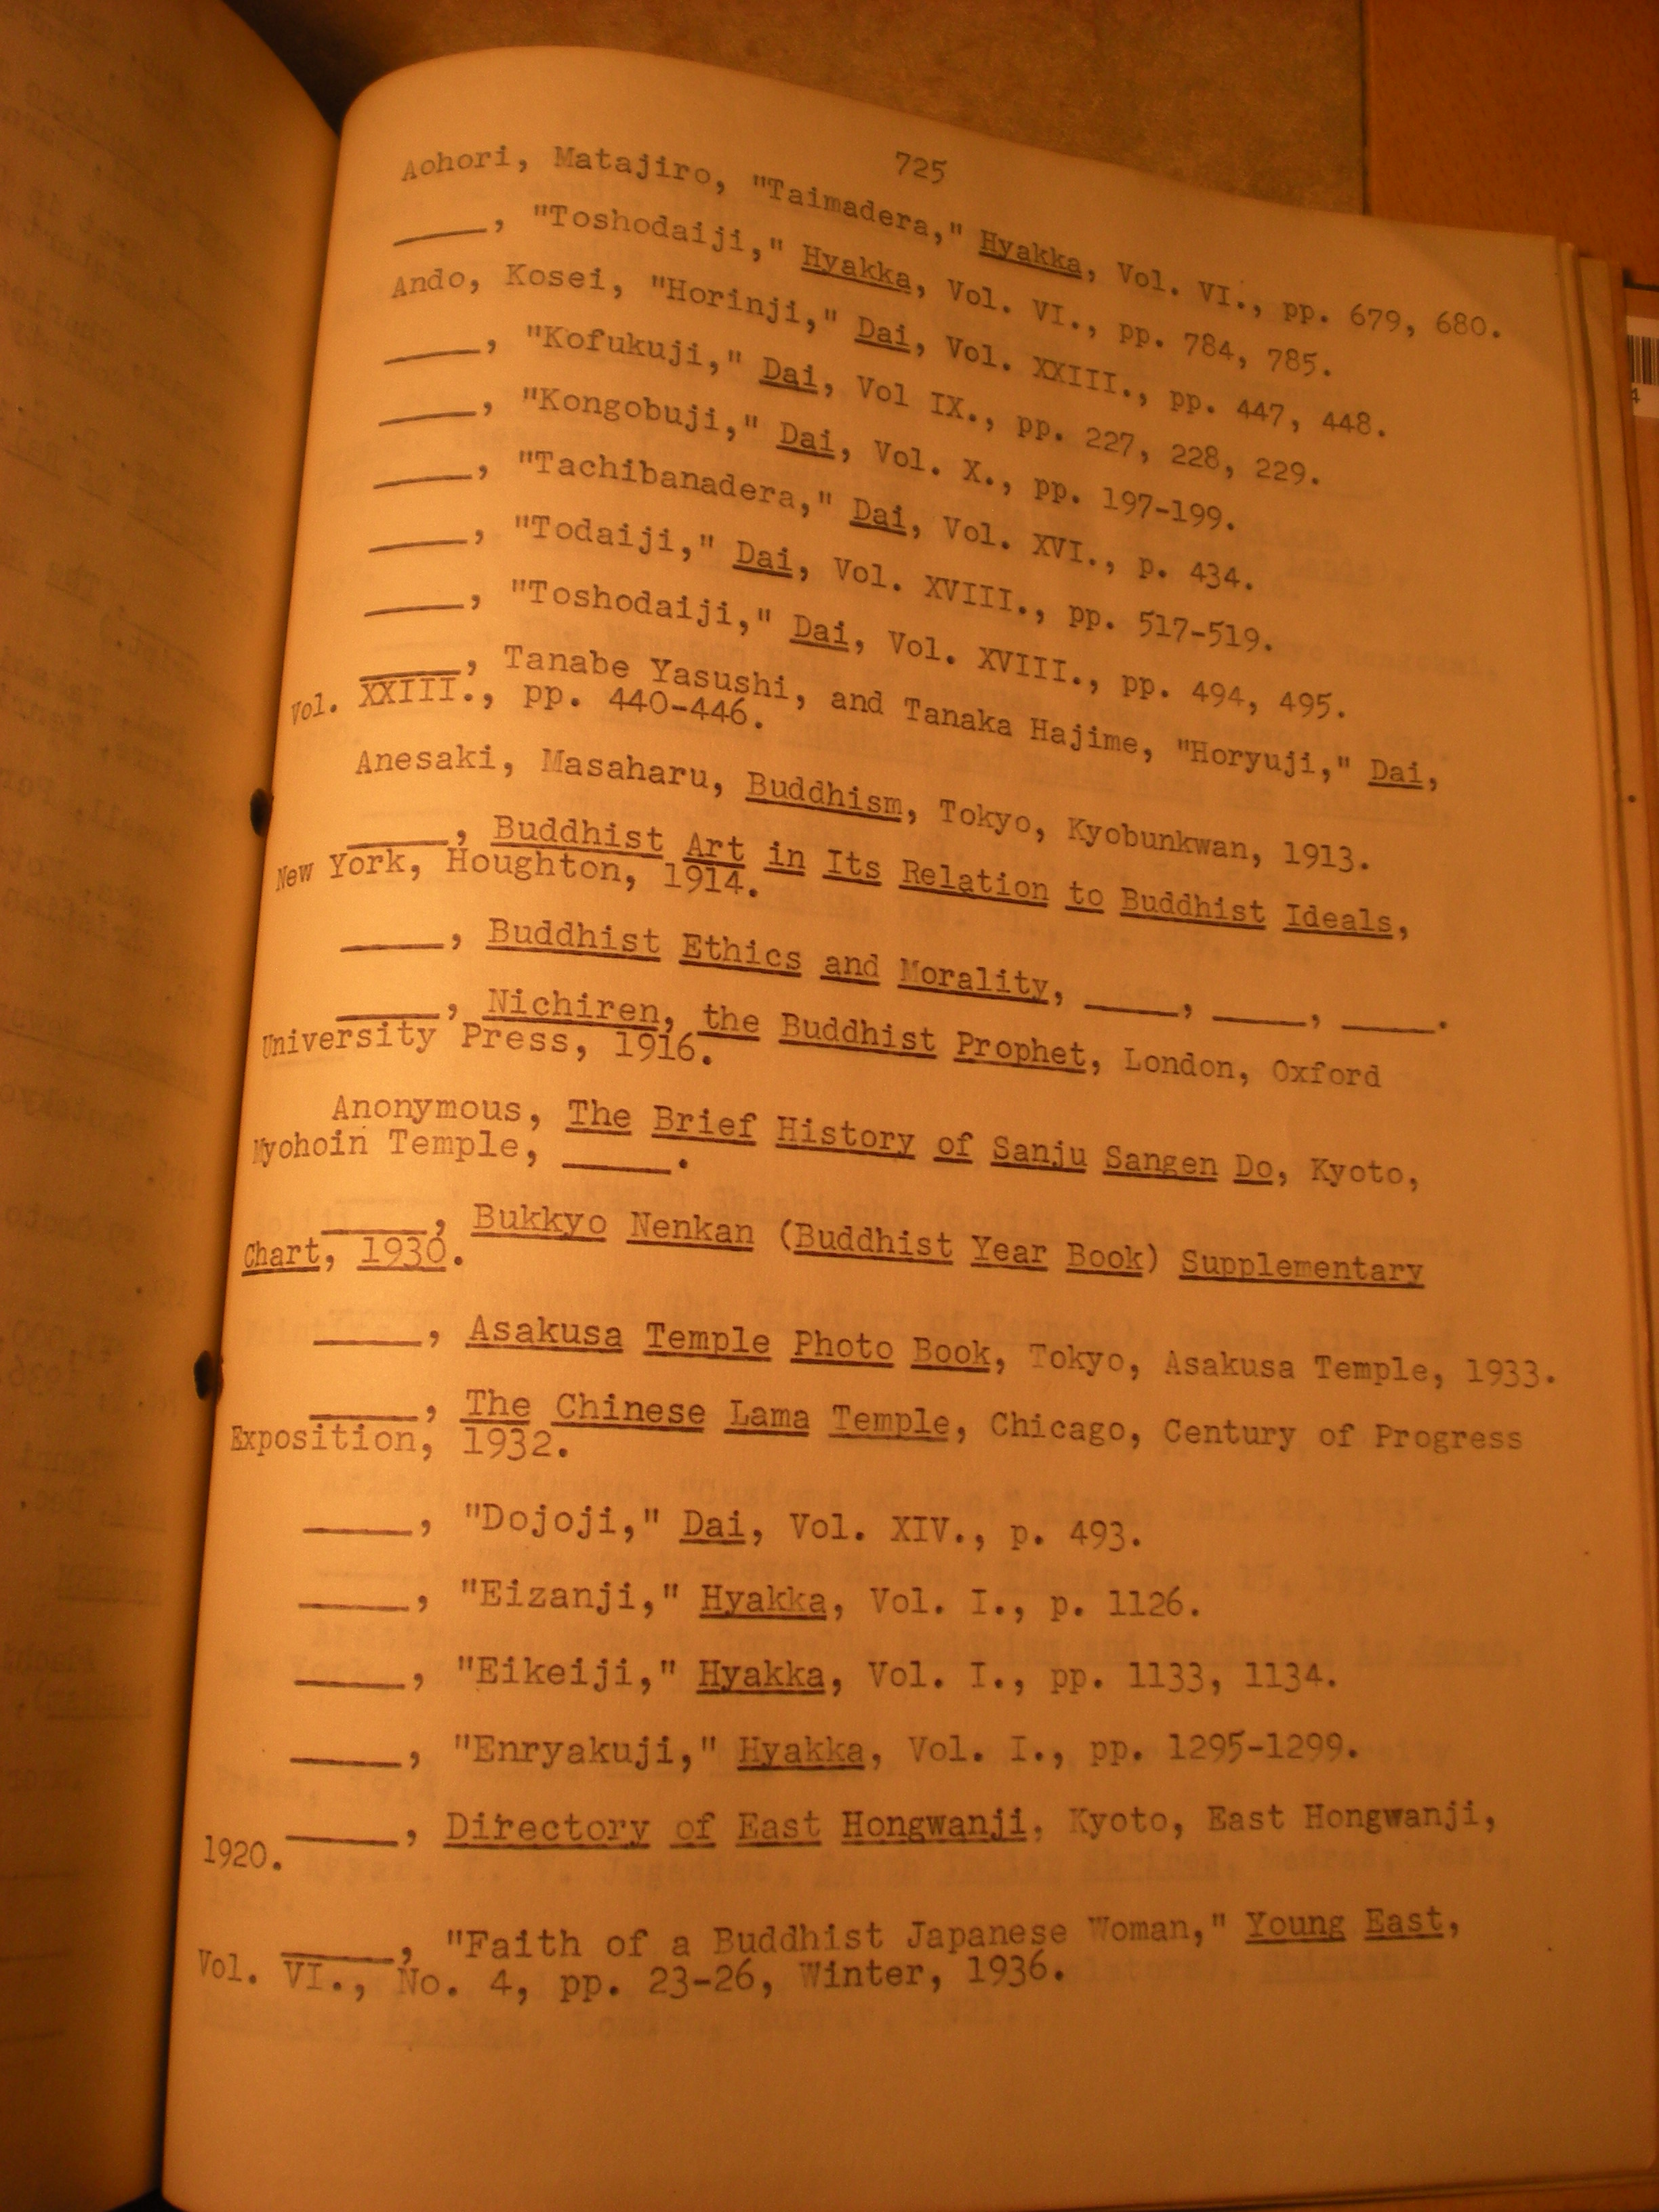 725
Aohori, Matajiro, "Taimadera," Hyakka, Vol. VI., pp. 679, 680.
_____, "Toshodaiji," Hyakka, Vol. VI., pp. 784, 785.
Ando, Kosei, "Horinji," Dai, Vol. XXIII., pp. 447, 448.
_____, "Kofukuji," Dai, Vol IX., pp. 227, 228, 229.
_____, "Kongobuji," Dai, Vol. X., pp. 197-199.
_____, "Tachibanadera," Dai, Vol. XVI., p. 434.
_____, "Todaiji," Dai, Vol. XVIII., pp. 517-519.
_____, "Toshodaiji," Dai, Vol. XVIII., pp. 494, 495.
_____, Tanabe Yasushi, and Tanaka Hajime, "Horyuji," Dai,
Vol. XXIII., pp. 440-446.
Anesaki, Masaharu, Buddhism, Tokyo, Kyobunkwan, 1913.
_____, Buddhist Art in Its Relation to Buddhist Ideals,
New York, Houghton, 1914.
_____, Buddhist Ethics and Morality, _____, _____, _____.
_____, Nichiren, the Buddhist Prophet, London, Oxford
University Press, 1916.
Anonymous, The Brief History of Sanju Sangen Do, Kyoto,
Myohoin Temple, _____.
_____, Bukkyo Nenkan (Buddhist Year Book) Supplementary
Chart, 1930.
_____, Asakusa Temple Photo Book, Tokyo, Asakusa Temple, 1933.
_____, The Chinese Lama Temple, Chicago, Century of Progress
Exposition, 1932.
_____, "Dojoji," Dai, Vol. XIV., p. 493.
_____, "Eizanji," Hyakka, Vol. I., p. 1126.
_____, "Eikeiji," Hyakka, Vol. I., pp. 1133, 1134.
_____, "Enryakuji," Hyakka, Vol. I., pp. 1295-1299.
_____, Directory of East Hongwanji, Kyoto, East Hongwanji,
1920.
_____, "Faith of a Buddhist Japanese Woman," Young East,
Vol. VI., No. 4, pp. 23-26, Winter, 1936.